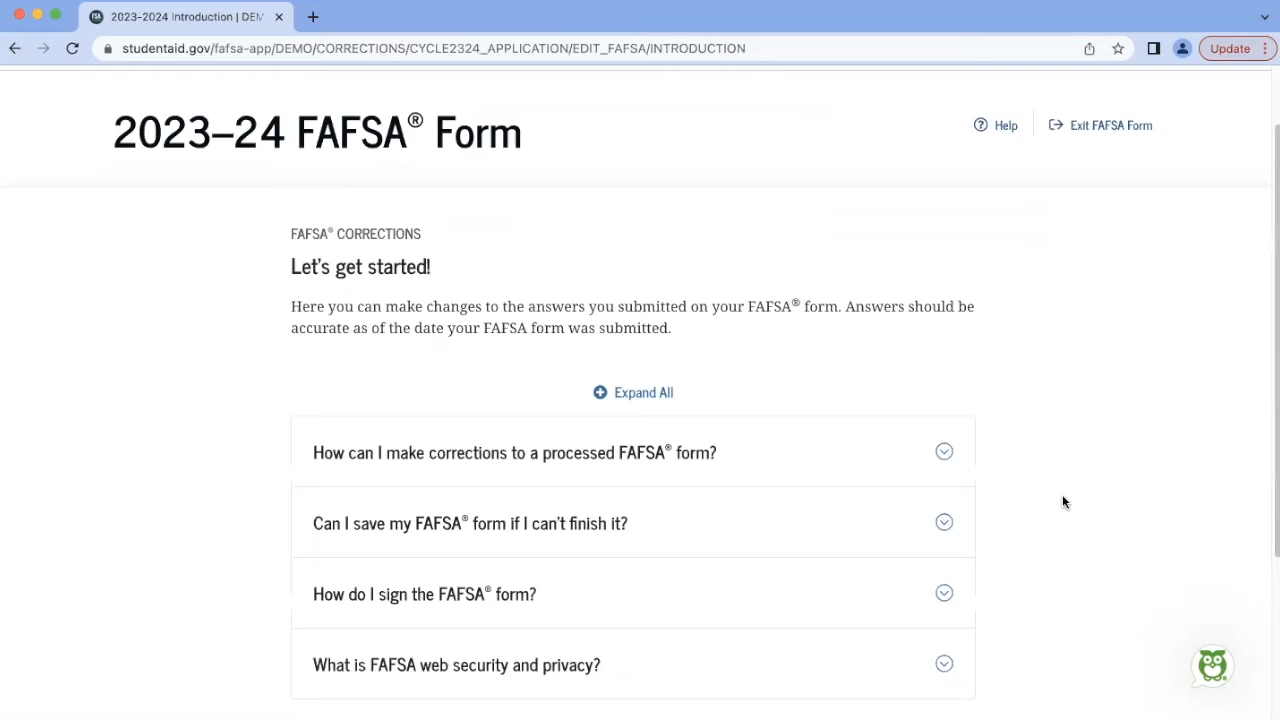 FSA
2023-2024 Introduction | DEM
studentaid.gov/fafsa-app/DEMO/CORRECTIONS/CYCLE2324_APPLICATION/EDIT_FAFSA/INTRODUCTION
Update
2023–24 FAFSA® Form
Help
Exit FAFSA Form
FAFSA® CORRECTIONS
Let's get started!
Here you can make changes to the answers you submitted on your FAFSA® form. Answers should be
accurate as of the date your FAFSA form was submitted.
Expand All
How can I make corrections to a processed FAFSA® form?
Can I save my FAFSA® form if I can't finish it?
How do I sign the FAFSA® form?
What is FAFSA web security and privacy?